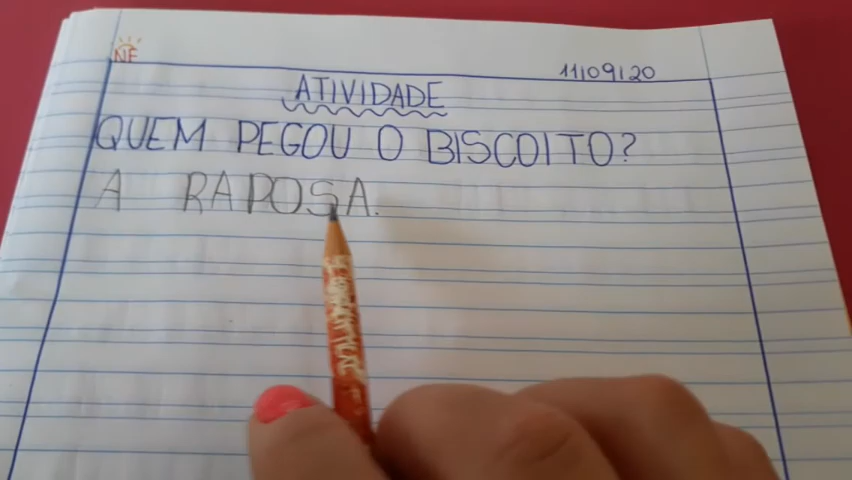 NF
11/09/20
ATIVIDADE
QUEM PEGOU O BISCOITO?
A RAPOSA.